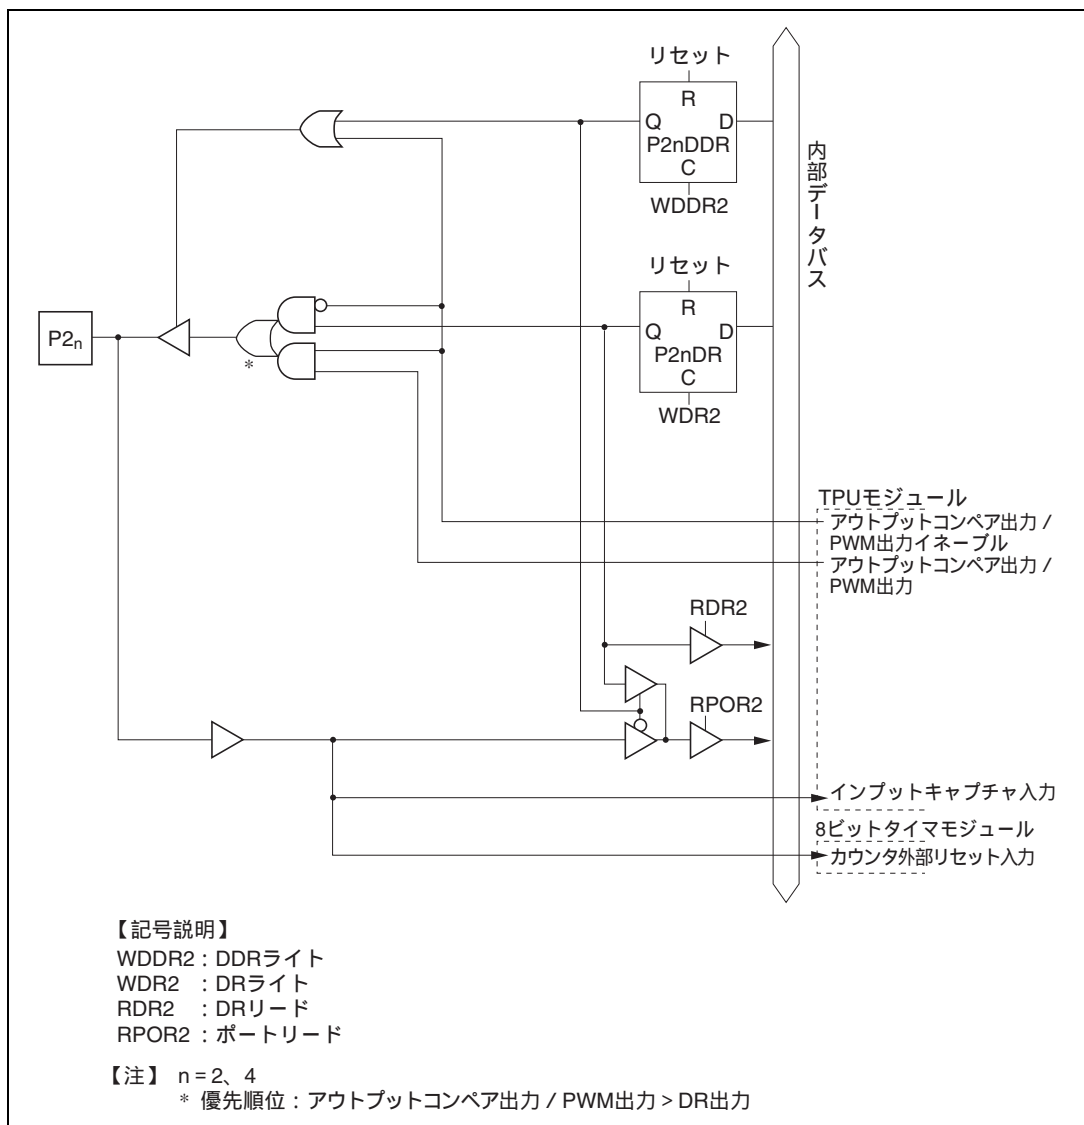 リセット
R
Q D
P2nDDR
C
WDDR2
内部データバス
リセット
R
Q D
P2nDR
C
WDR2
P2n
*
TPUモジュール
アウトプットコンペア出力 /
PWM出力イネーブル
アウトプットコンペア出力 /
PWM出力
RDR2
RPOR2
インプットキャプチャ入力
8ビットタイマモジュール
カウンタ外部リセット入力
【記号説明】
WDDR2 : DDRライト
WDR2 : DRライト
RDR2 : DRリード
RPOR2 : ポートリード
【注】 n = 2、4
* 優先順位 : アウトプットコンペア出力 / PWM出力 > DR出力